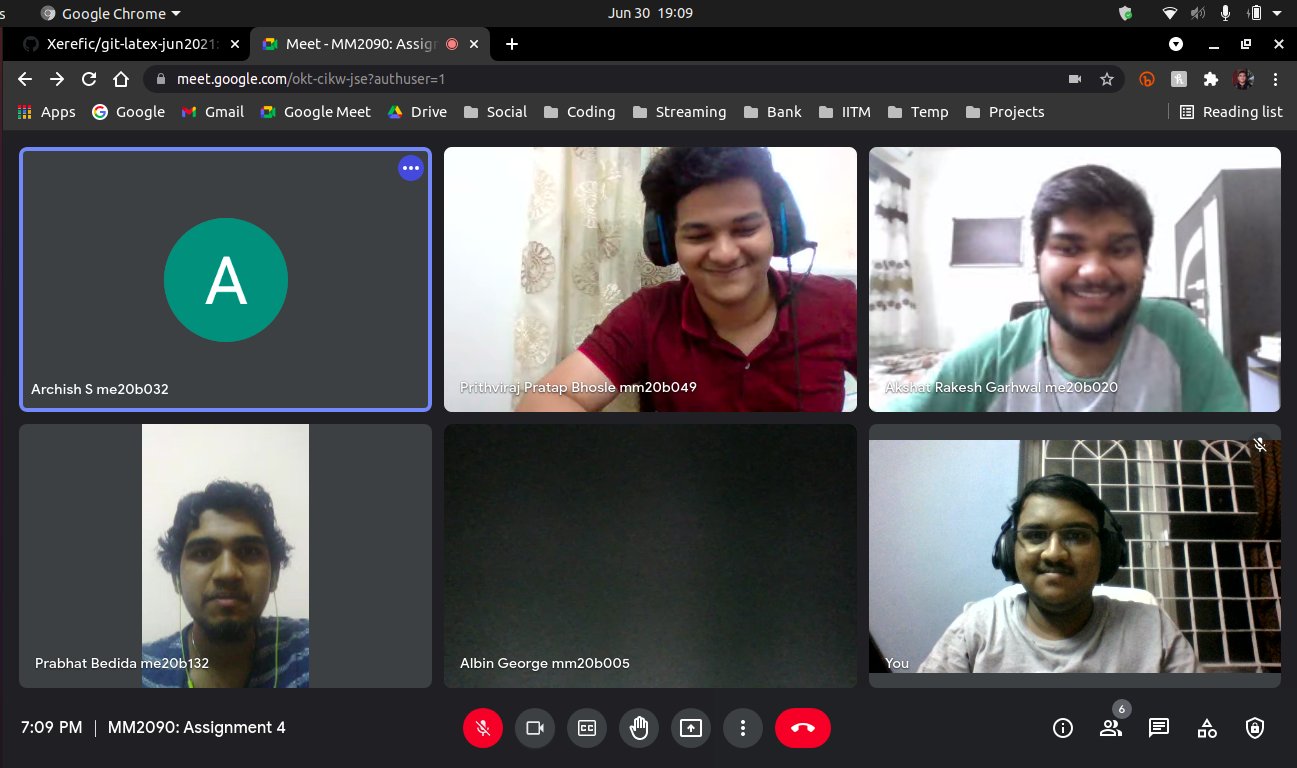 s Google Chrome Jun 30 19:09
Xerefic/git-latex-jun2021: Meet - MM2090: Assign
meet.google.com/okt-cikw-jse?authuser=1
Apps Google Gmail Google Meet Drive Social Coding Streaming Bank IITM Temp Projects Reading list
A
Archish S me20b032
Prithviraj Pratap Bhosle mm20b049
Akshat Rakesh Garhwal me20b020
Prabhat Bedida me20b132
Albin George mm20b005
You
7:09 PM | MM2090: Assignment 4
CC
6